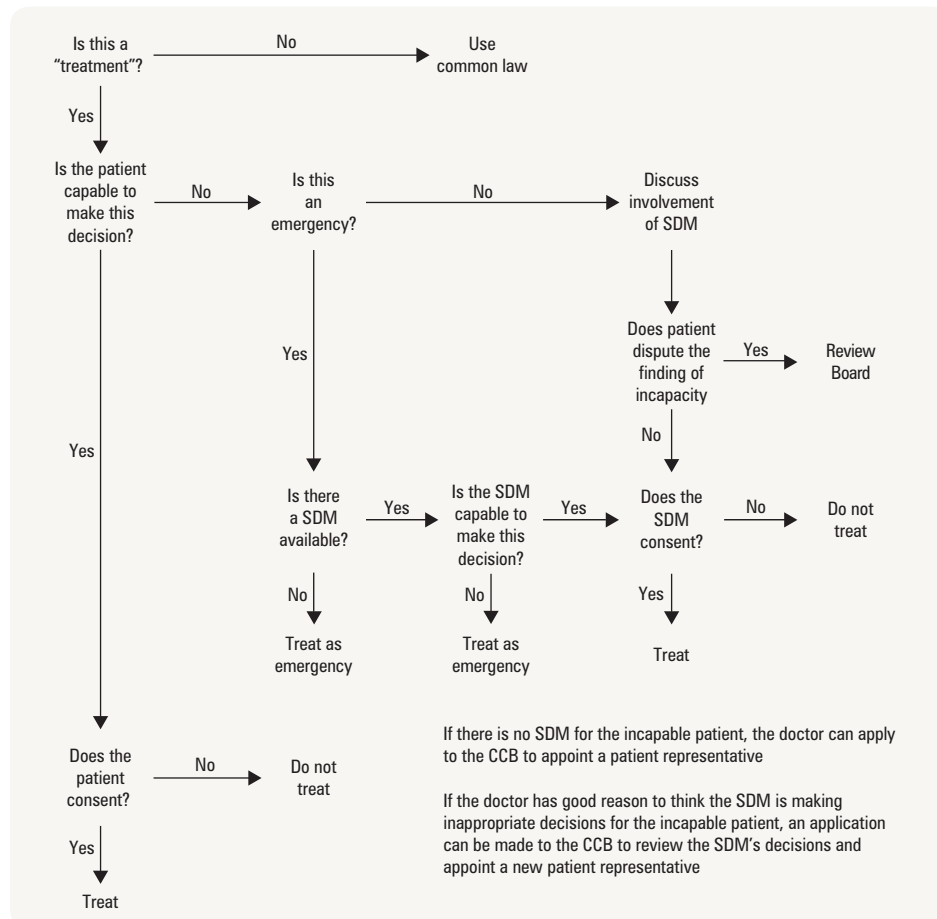 Is this a
“treatment”?
No
Use
common law
Yes
Is the patient
capable to
make this
decision?
No
Is this
an
emergency?
No
Discuss
involvement
of SDM
Yes
Does patient
dispute the
finding of
incapacity
Yes
Review
Board
No
Yes
Is there
a SDM
available?
Yes
Is the SDM
capable to
make this
decision?
Yes
Does the
SDM
consent?
No
Do not
treat
No
Treat as
emergency
No
Treat as
emergency
Yes
Treat
Does the
patient
consent?
No
Do not
treat
Yes
Treat
If there is no SDM for the incapable patient, the doctor can apply
to the CCB to appoint a patient representative
If the doctor has good reason to think the SDM is making
inappropriate decisions for the incapable patient, an application
can be made to the CCB to review the SDM’s decisions and
appoint a new patient representative